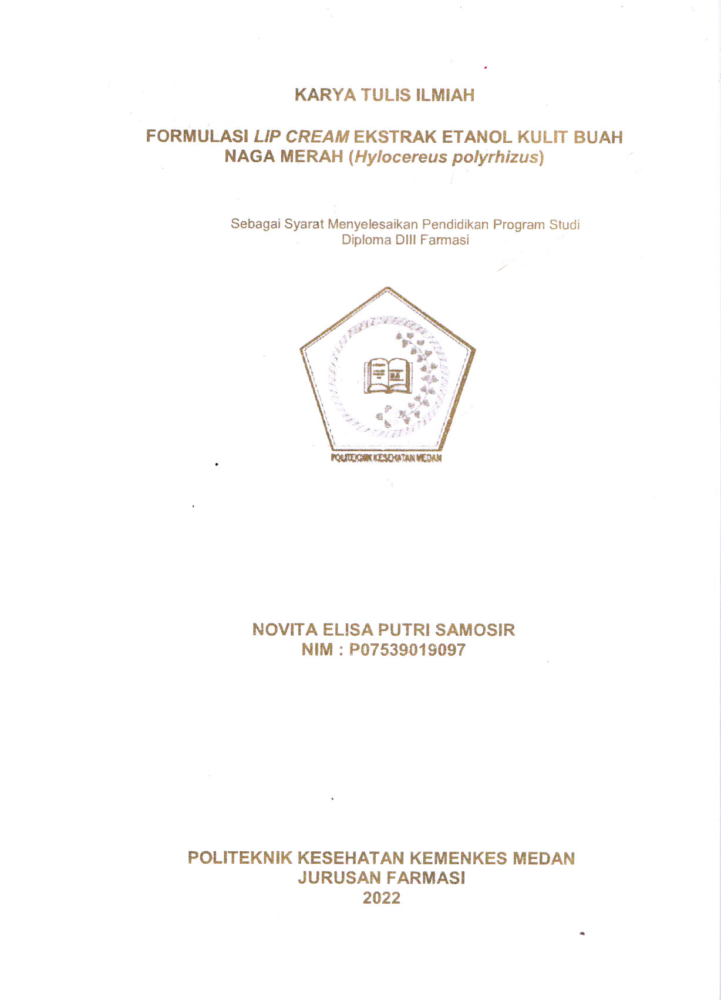 KARYA TULIS ILMIAH
FORMULASI LIP CREAM EKSTRAK ETANOL KULIT BUAH
NAGA MERAH (Hylocereus polyrhizus)
Sebagai Syarat Menyelesaikan Pendidikan Program Studi
Diploma DIII Farmasi
POLITEKNIK KESEHATAN MEDAN
NOVITA ELISA PUTRI SAMOSIR
NIM : P07539019097
POLITEKNIK KESEHATAN KEMENKES MEDAN
JURUSAN FARMASI
2022